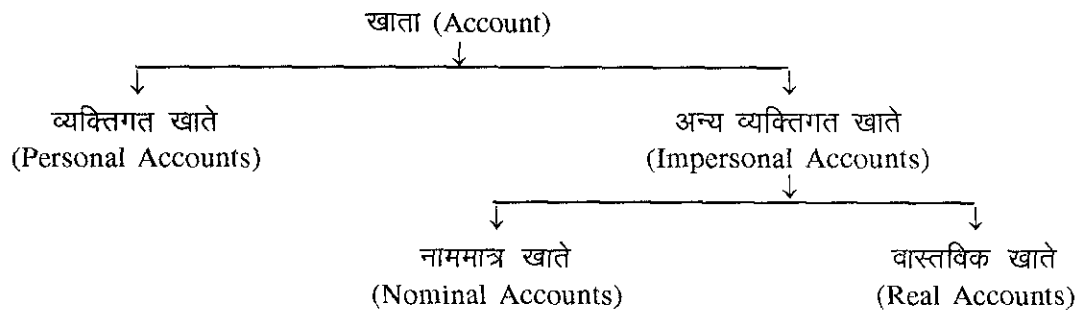 खाता (Account)
व्यक्तिगत खाते
(Personal Accounts)
अन्य व्यक्तिगत खाते
(Impersonal Accounts)
नाममात्र खाते
(Nominal Accounts)
वास्तविक खाते
(Real Accounts)